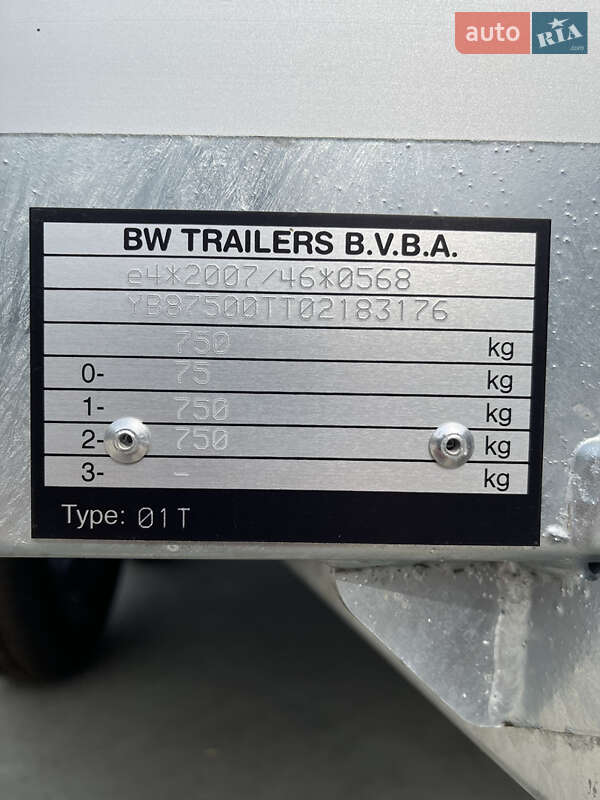 auto RIA.com
BW TRAILERS B.V.B.A.
e4*2007/46*0568
YB87500TT02183176
750 kg
0- 75 kg
1- 750 kg
2- 750 kg
3- - kg
Type: 01T